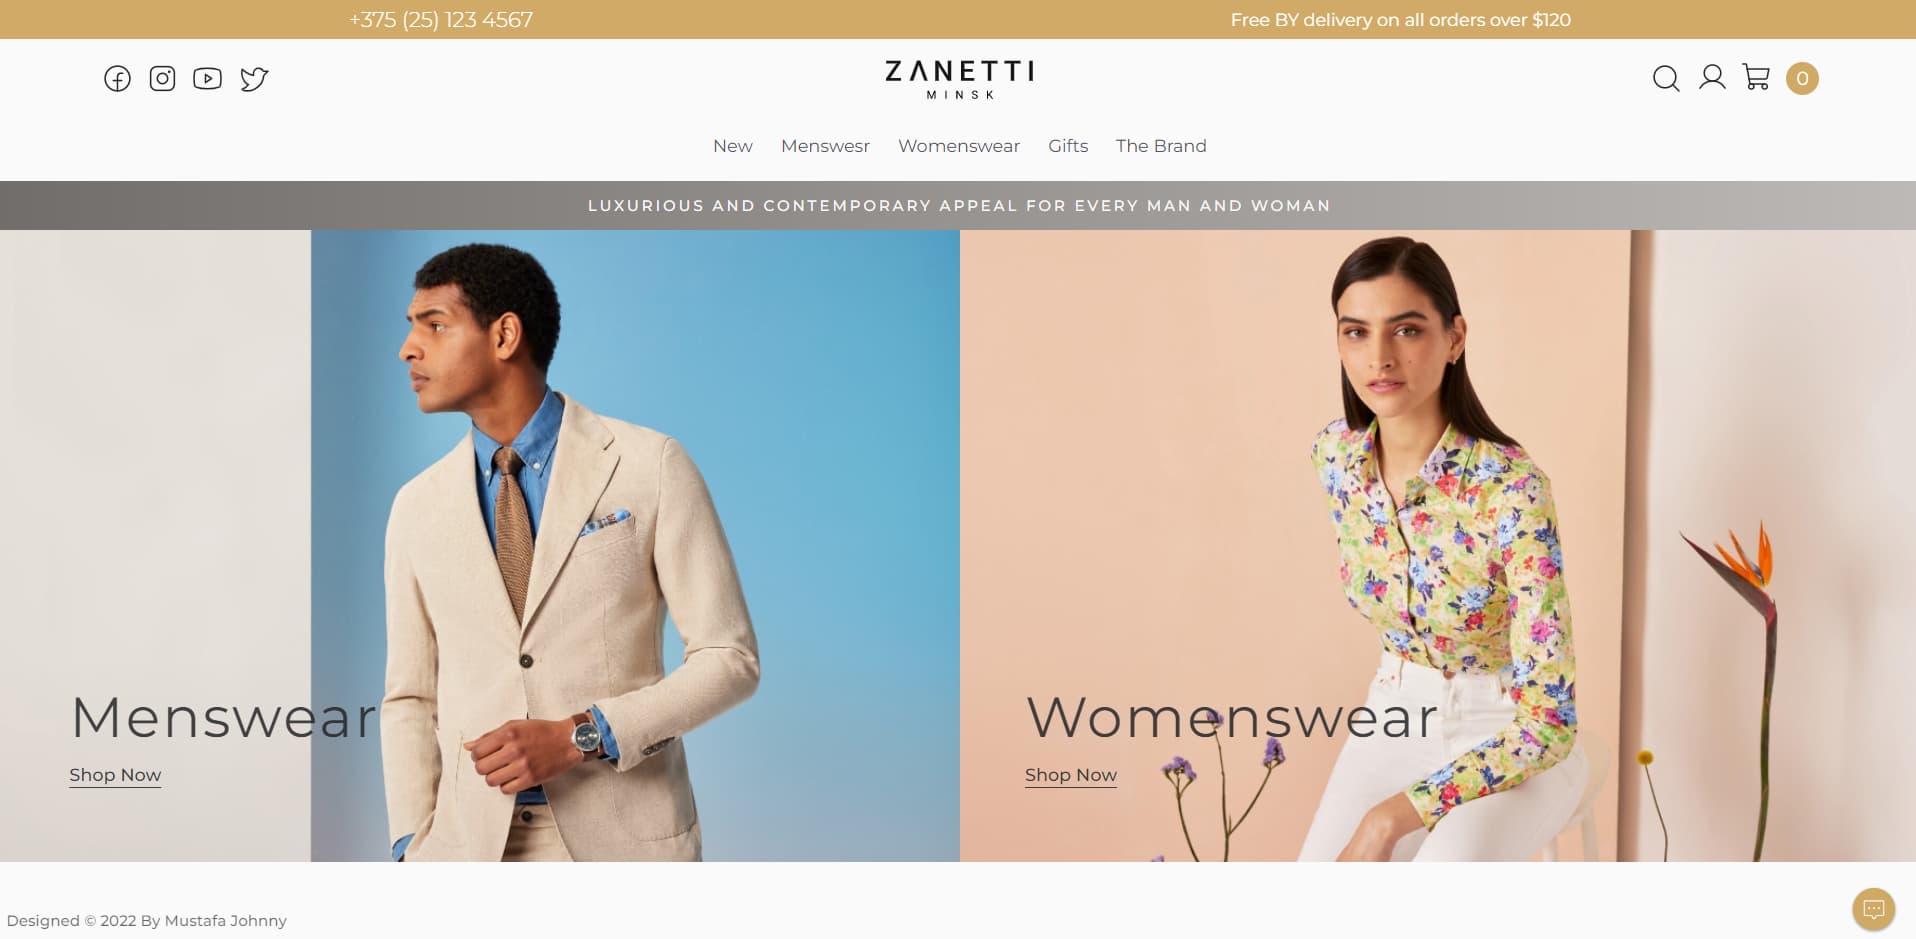 +375 (25) 123 4567
Free BY delivery on all orders over $120
ZANETTI
MINSK
0
New Menswesr Womenswear Gifts The Brand
LUXURIOUS AND CONTEMPORARY APPEAL FOR EVERY MAN AND WOMAN
Menswear
Shop Now
Womenswear
Shop Now
Designed © 2022 By Mustafa Johnny